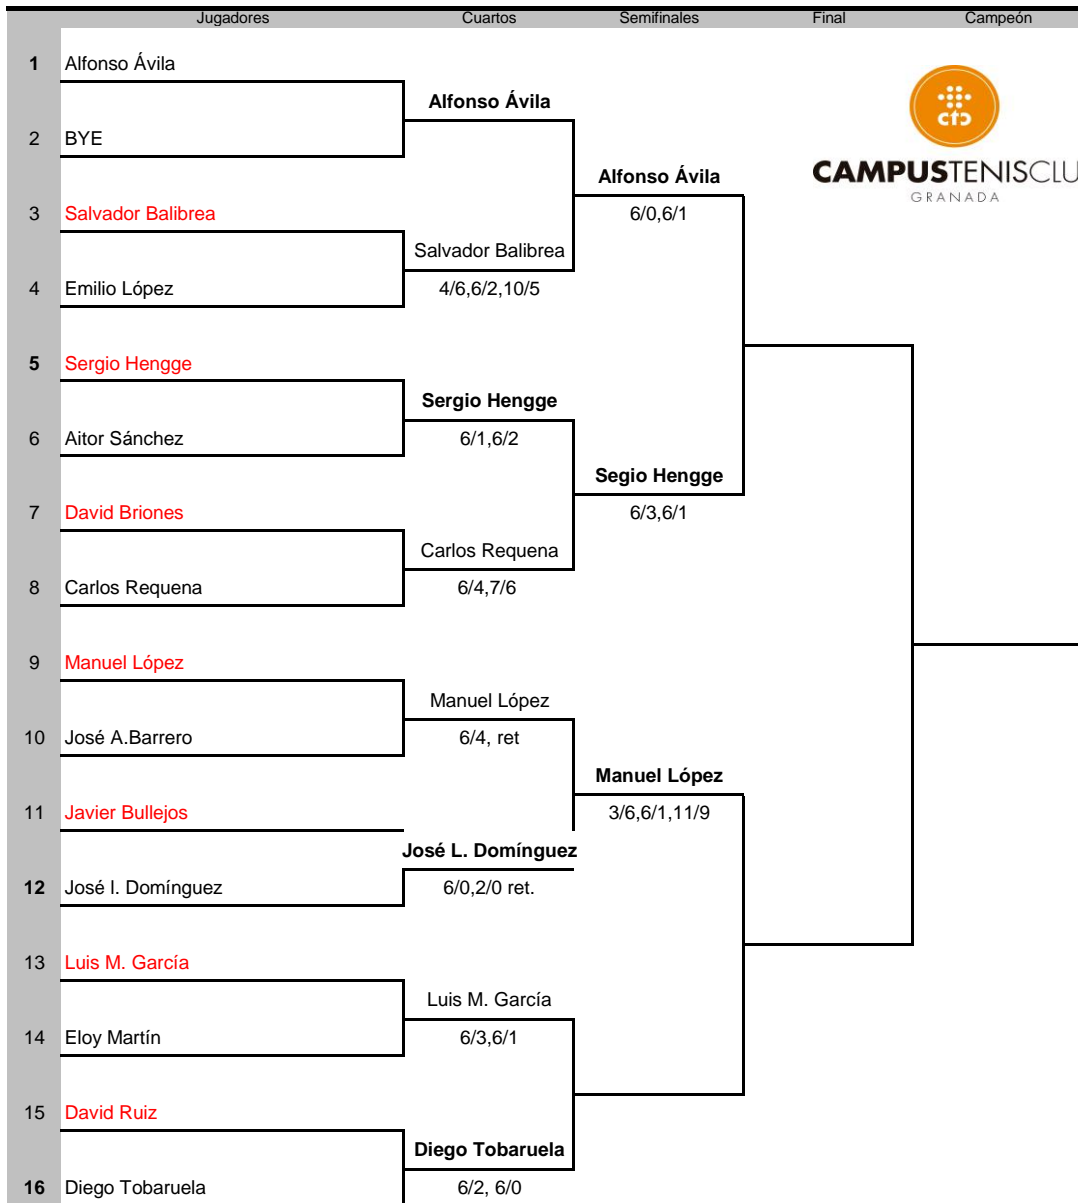 Jugadores Cuartos Semifinales Final Campeón
1 Alfonso Ávila
Alfonso Ávila
2 BYE
Alfonso Ávila
3 Salvador Balibrea 6/0,6/1
Salvador Balibrea
4 Emilio López 4/6,6/2,10/5
5 Sergio Hengge
Sergio Hengge
6 Aitor Sánchez 6/1,6/2
Segio Hengge
7 David Briones 6/3,6/1
Carlos Requena
8 Carlos Requena 6/4,7/6
9 Manuel López
Manuel López
10 José A.Barrero 6/4, ret
Manuel López
11 Javier Bullejos 3/6,6/1,11/9
José L. Domínguez
12 José l. Domínguez 6/0,2/0 ret.
13 Luis M. García
Luis M. García
14 Eloy Martín 6/3,6/1
15 David Ruiz
Diego Tobaruela
16 Diego Tobaruela 6/2, 6/0
ctc
CAMPUSTENISCLU
GRANADA